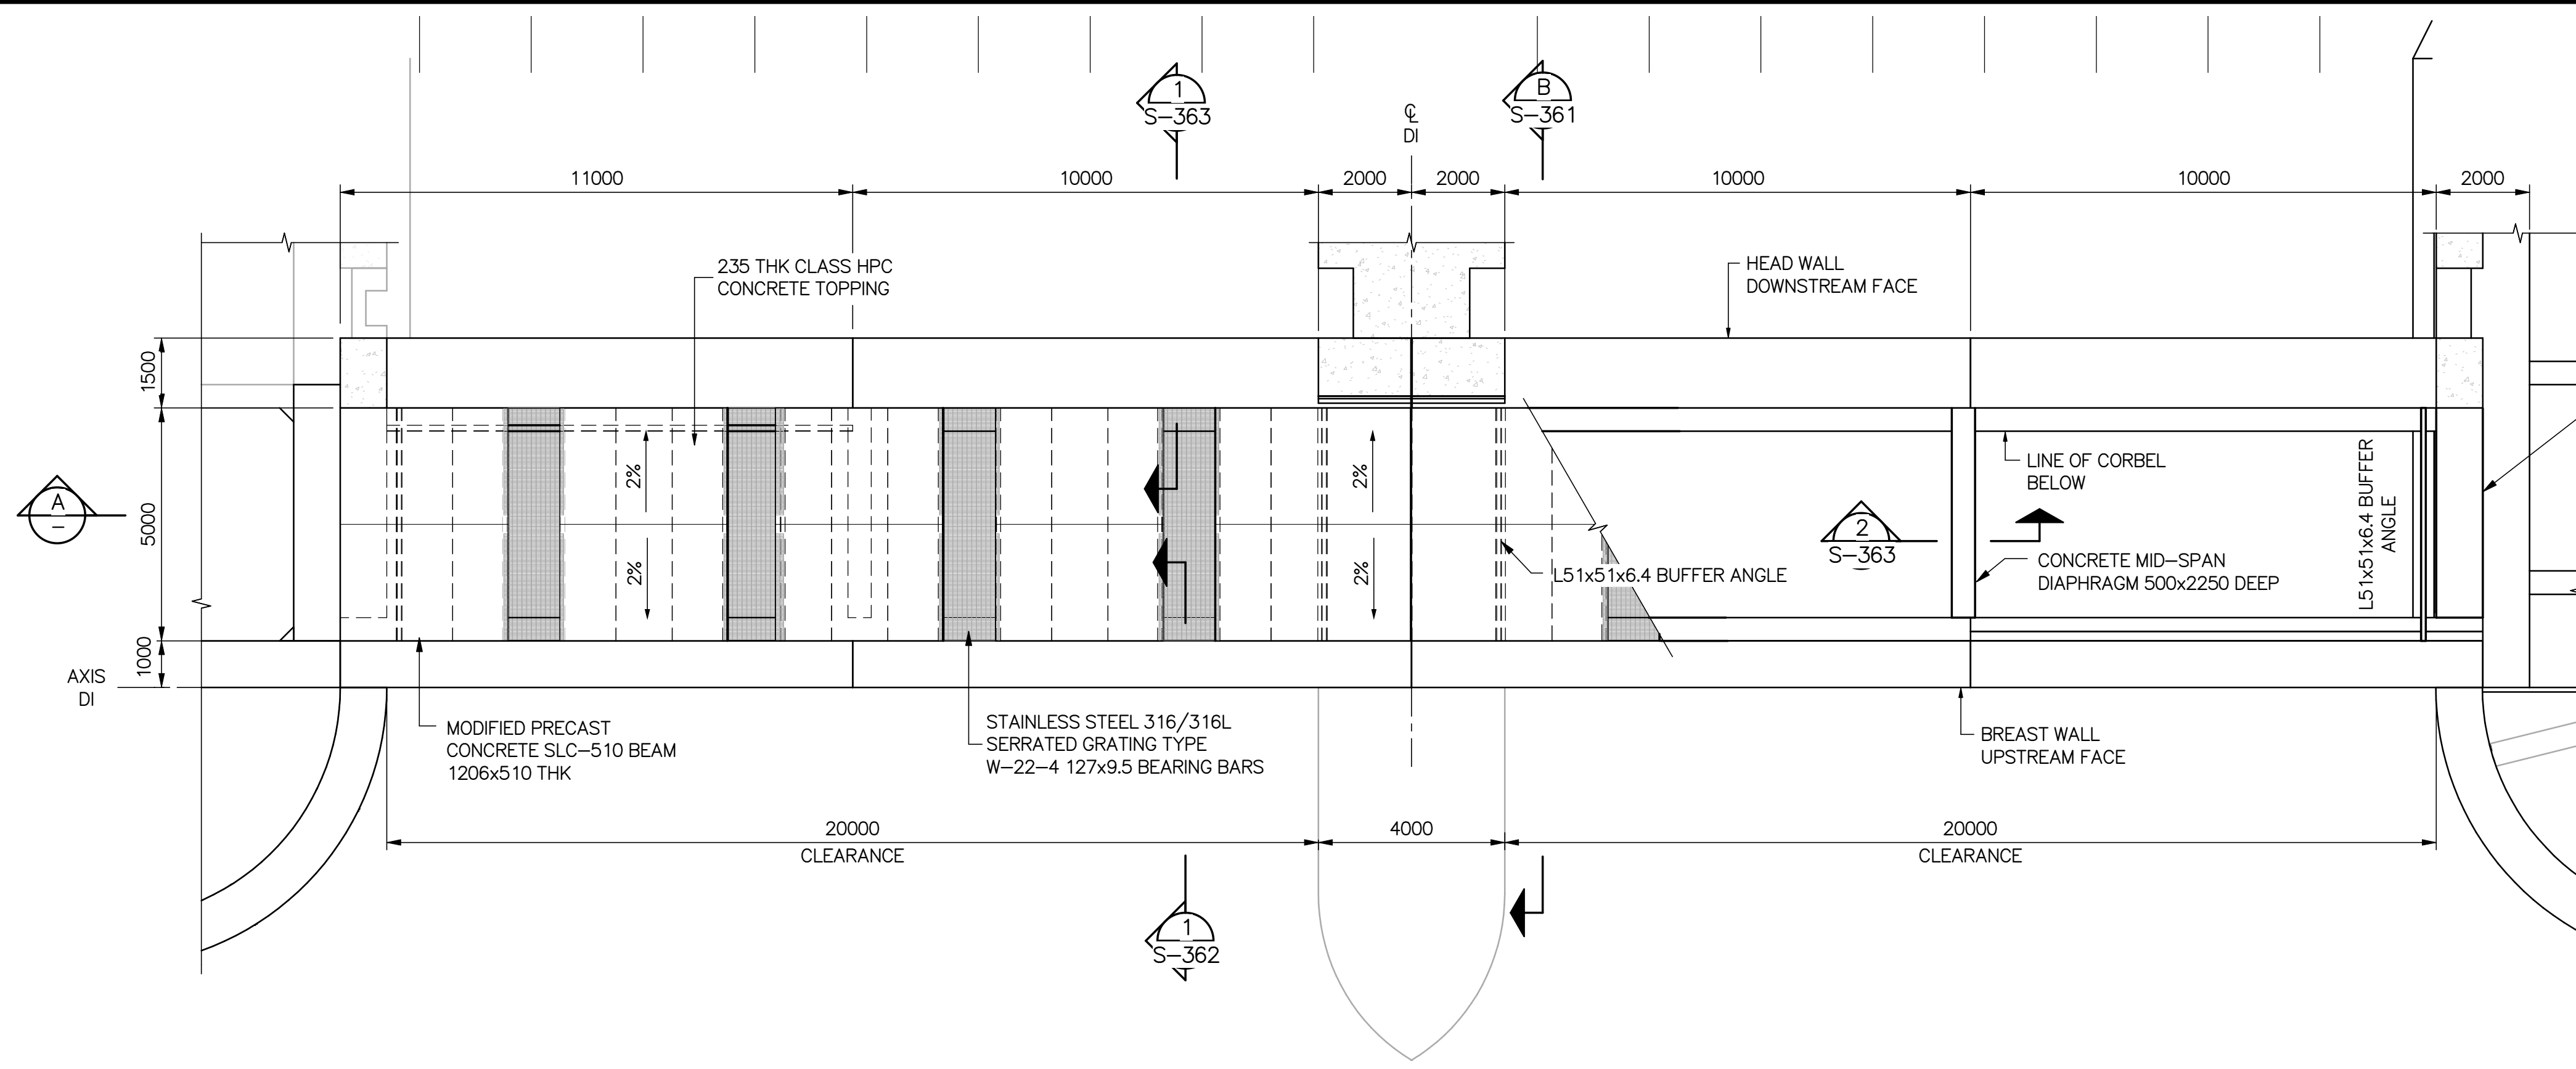 1
S-363
B
S-361
℄
DI
11000
10000
2000
2000
10000
10000
2000
235 THK CLASS HPC
CONCRETE TOPPING
HEAD WALL
DOWNSTREAM FACE
1500
5000
1000
A
-
2%
2%
2%
2%
LINE OF CORBEL
BELOW
2
S-363
L51x51x6.4 BUFFER
ANGLE
L51x51x6.4 BUFFER ANGLE
CONCRETE MID-SPAN
DIAPHRAGM 500x2250 DEEP
AXIS
DI
MODIFIED PRECAST
CONCRETE SLC-510 BEAM
1206x510 THK
STAINLESS STEEL 316/316L
SERRATED GRATING TYPE
W-22-4 127x9.5 BEARING BARS
BREAST WALL
UPSTREAM FACE
20000
CLEARANCE
4000
20000
CLEARANCE
1
S-362